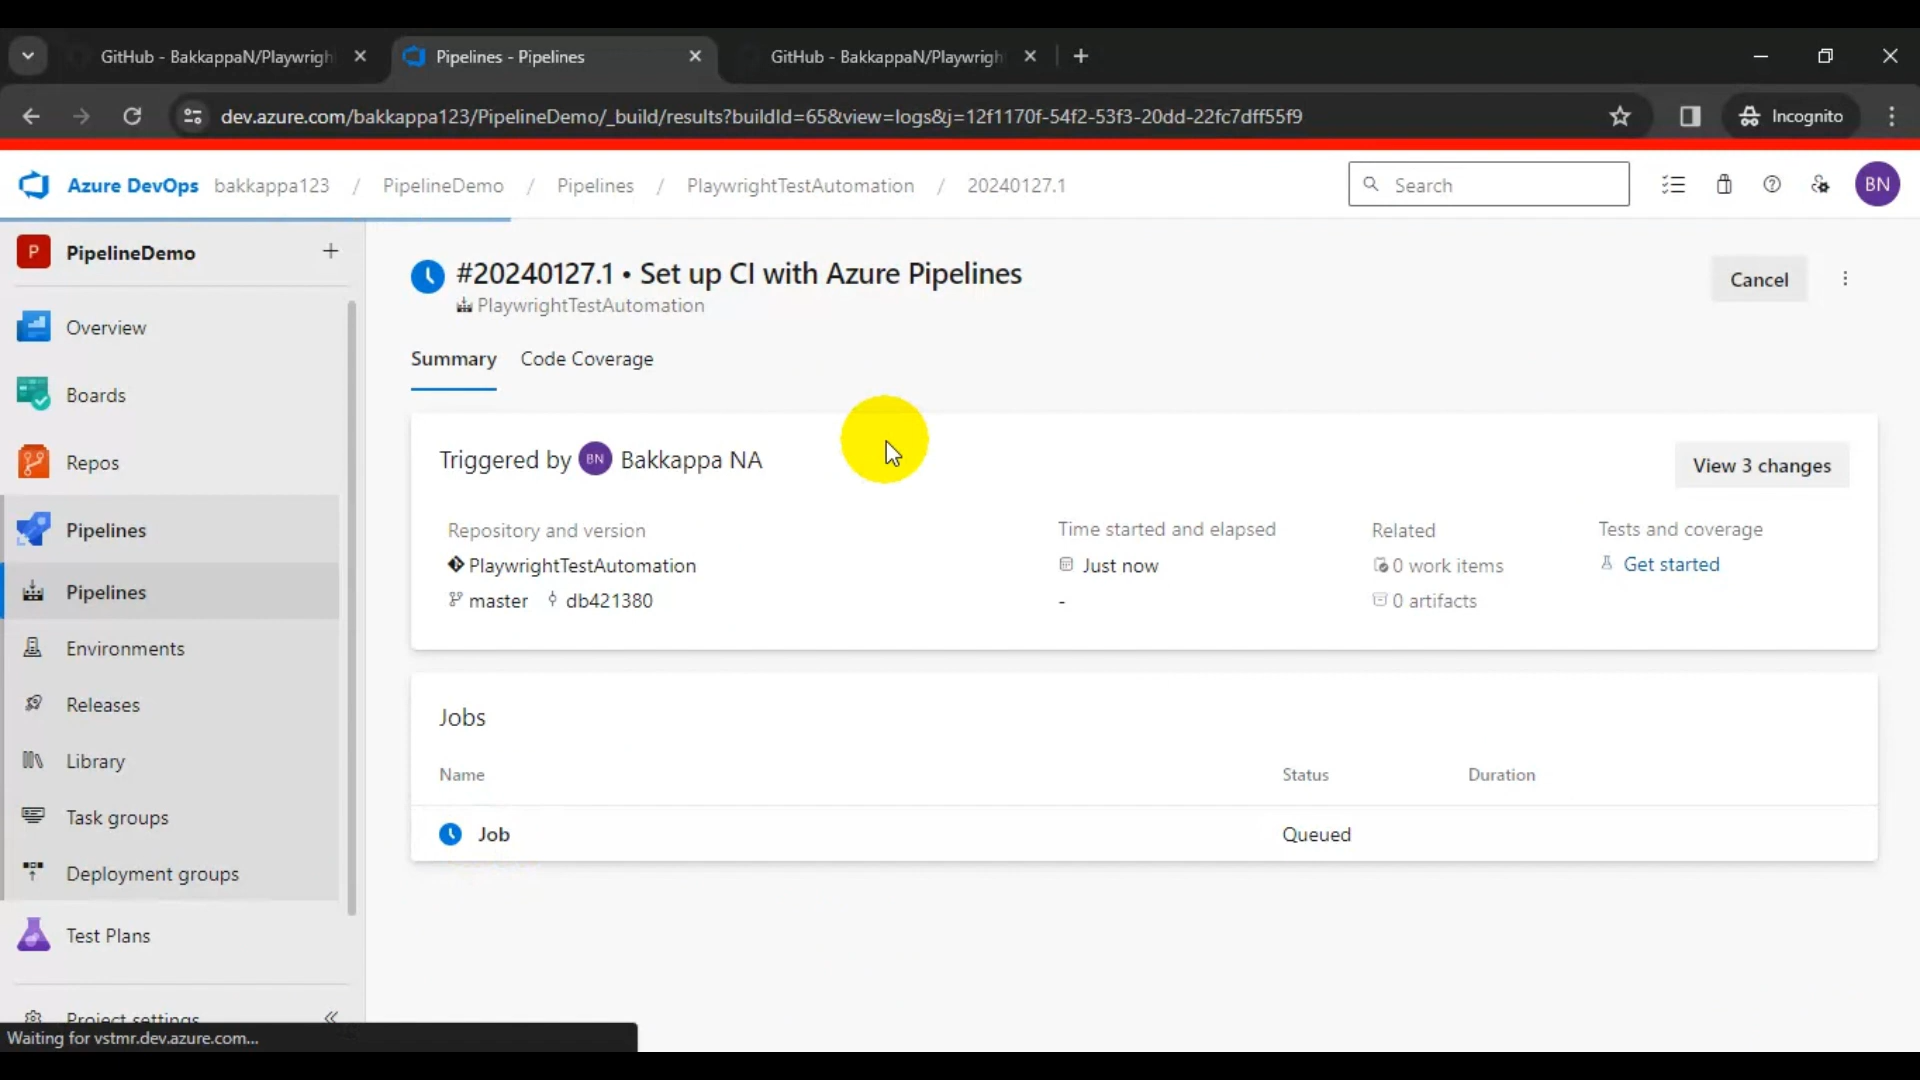 GitHub - BakkappaN/Playwrigh
Pipelines - Pipelines
GitHub - BakkappaN/Playwrigh
dev.azure.com/bakkappa123/PipelineDemo/_build/results?buildId=65&view=logs&j=12f1170f-54f2-53f3-20dd-22fc7dff55f9
Incognito
Azure DevOps bakkappa123 / PipelineDemo / Pipelines / PlaywrightTestAutomation / 20240127.1
Search
BN
P PipelineDemo
Overview
Boards
Repos
Pipelines
Pipelines
Environments
Releases
Library
Task groups
Deployment groups
Test Plans
Project settings
#20240127.1 • Set up CI with Azure Pipelines
PlaywrightTestAutomation
Cancel
Summary Code Coverage
Triggered by BN Bakkappa NA
View 3 changes
Repository and version
PlaywrightTestAutomation
master db421380
Time started and elapsed
Just now
-
Related
0 work items
0 artifacts
Tests and coverage
Get started
Jobs
Name Status Duration
Job Queued
Waiting for vstmr.dev.azure.com...